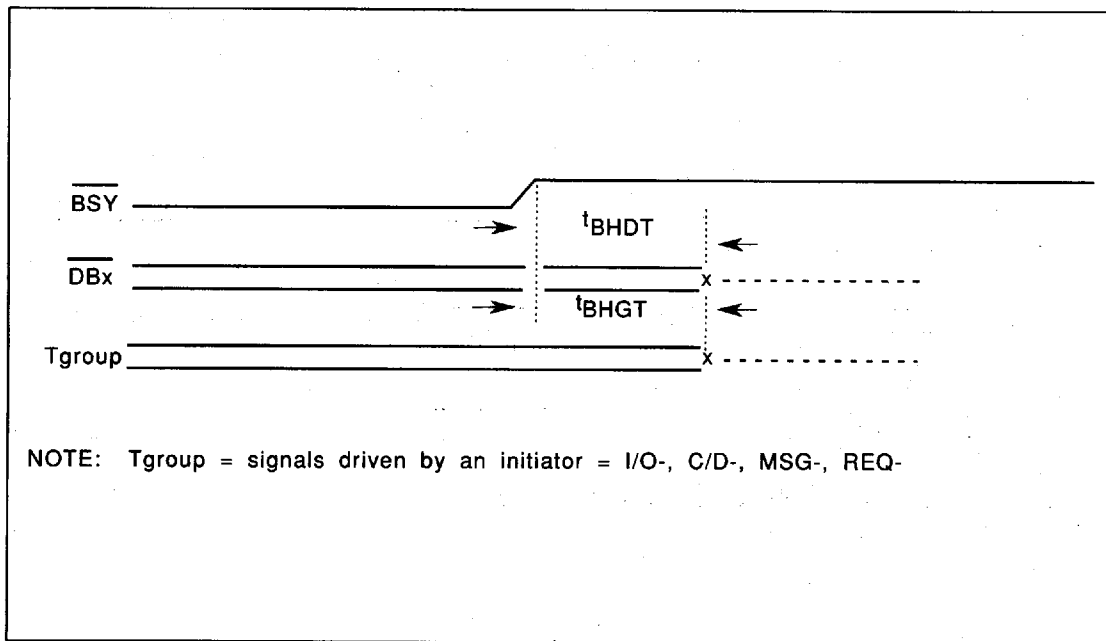 BSY
tBHDT
DBx
x
tBHGT
Tgroup
x
NOTE: Tgroup = signals driven by an initiator = I/O-, C/D-, MSG-, REQ-